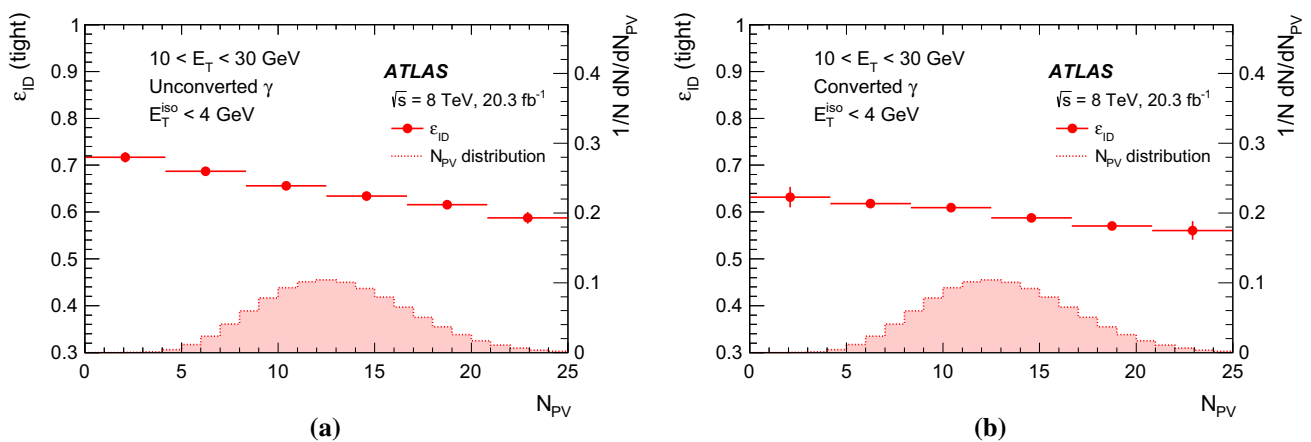 ε_ID (tight)
1
0.9
0.8
0.7
0.6
0.5
0.4
0.3
10 < E_T < 30 GeV
Unconverted γ
E_T^iso < 4 GeV
ATLAS
√s = 8 TeV, 20.3 fb⁻¹
ε_ID
N_PV distribution
1/N dN/dN_PV
0.4
0.3
0.2
0.1
0
0 5 10 15 20 25
N_PV
(a)
ε_ID (tight)
1
0.9
0.8
0.7
0.6
0.5
0.4
0.3
10 < E_T < 30 GeV
Converted γ
E_T^iso < 4 GeV
ATLAS
√s = 8 TeV, 20.3 fb⁻¹
ε_ID
N_PV distribution
1/N dN/dN_PV
0.4
0.3
0.2
0.1
0
0 5 10 15 20 25
N_PV
(b)